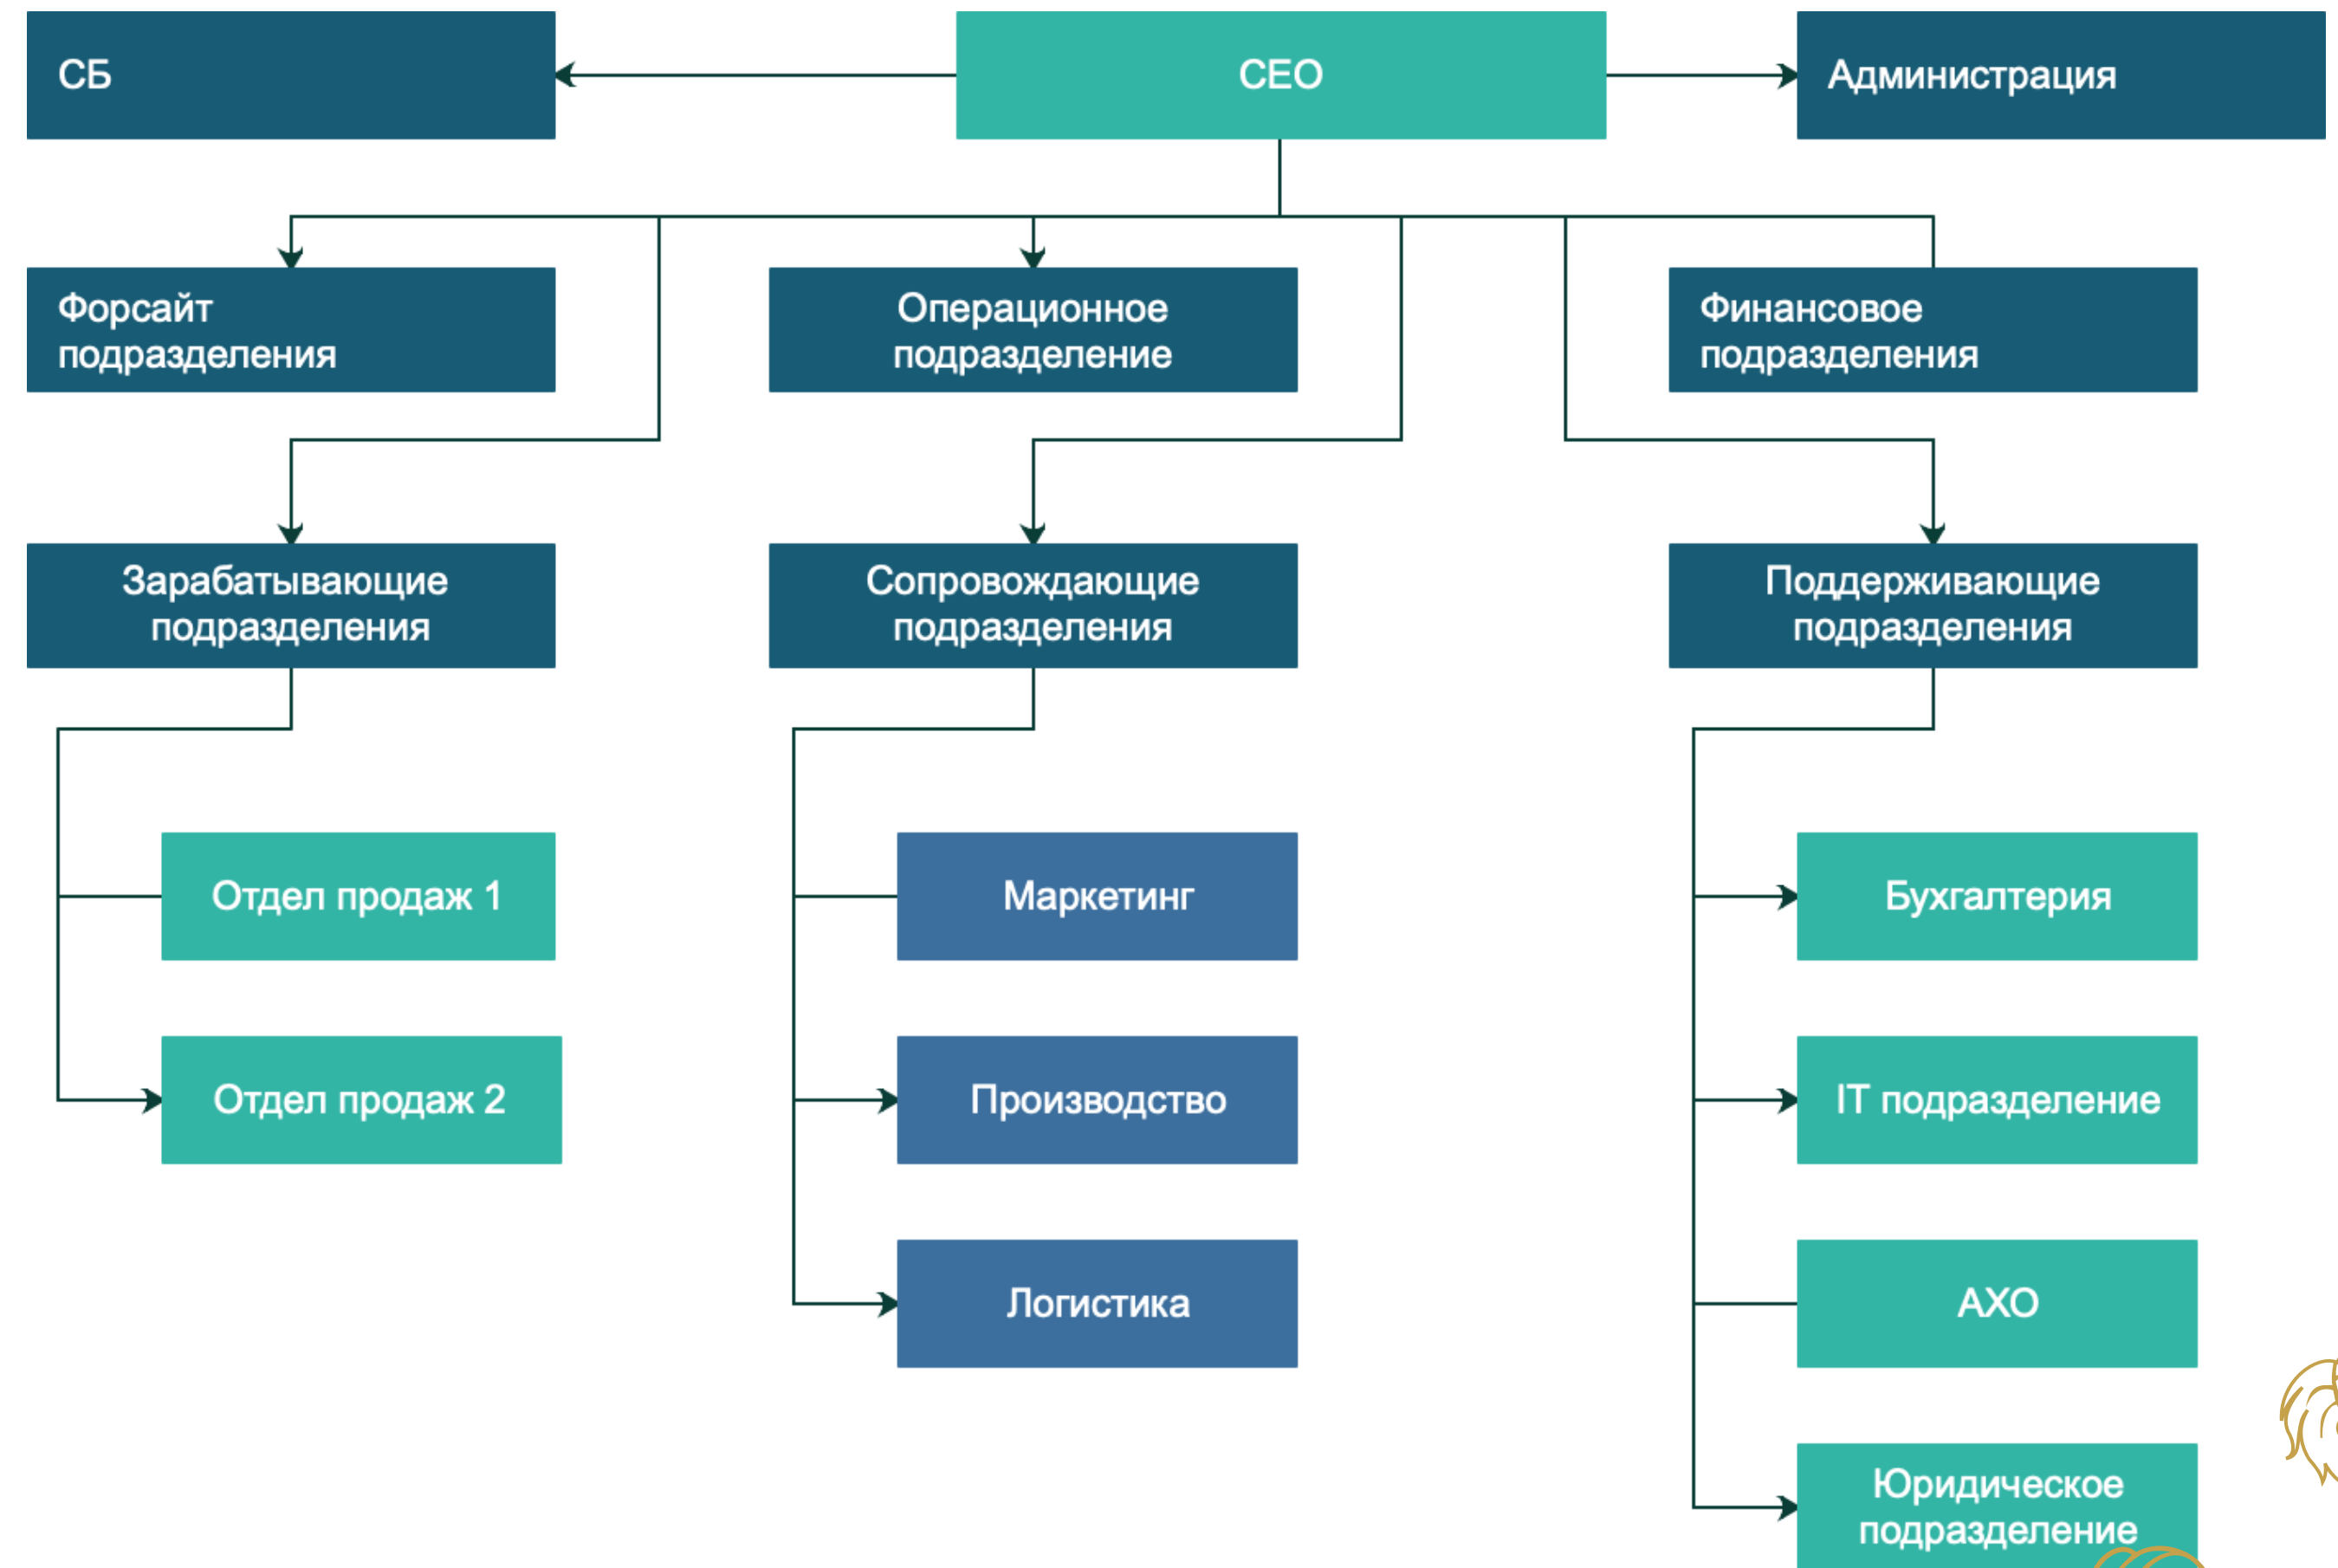 СБ
CEO
Администрация
Форсайт
подразделения
Операционное
подразделение
Финансовое
подразделения
Зарабатывающие
подразделения
Сопровождающие
подразделения
Поддерживающие
подразделения
Отдел продаж 1
Маркетинг
Бухгалтерия
Отдел продаж 2
Производство
IT подразделение
Логистика
АХО
Юридическое
подразделение